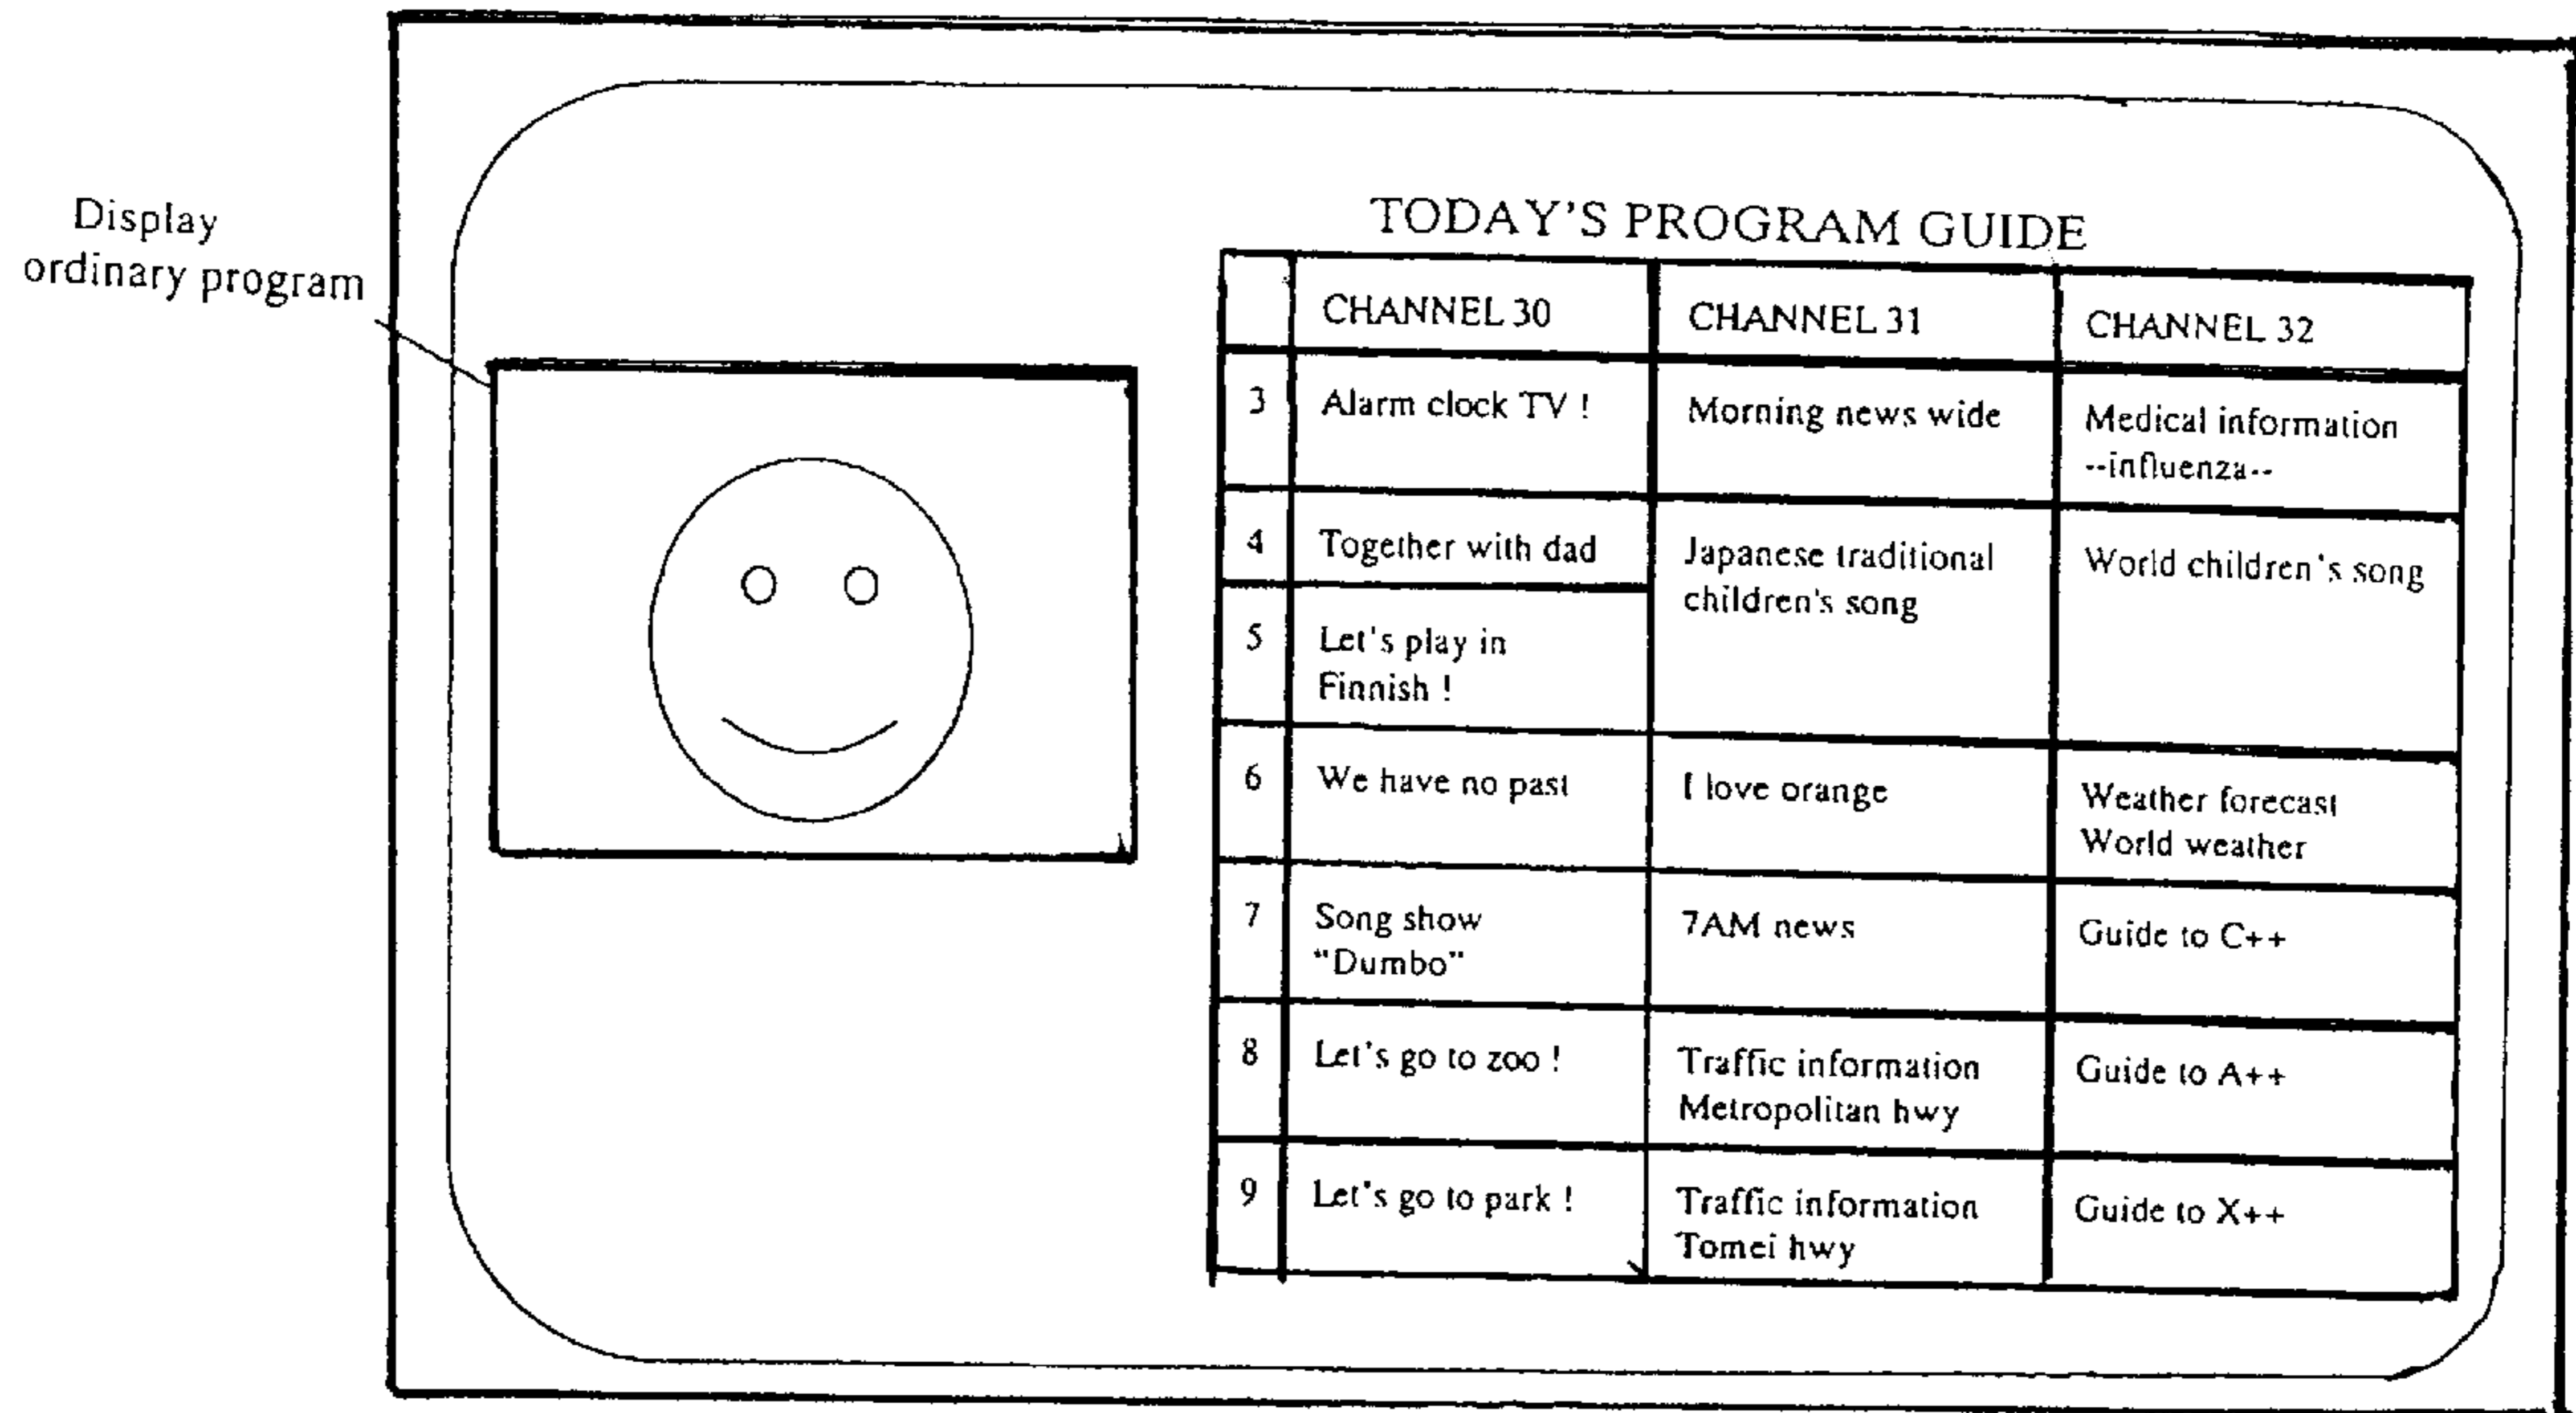 Display
ordinary program
TODAY'S PROGRAM GUIDE
CHANNEL 30 CHANNEL 31 CHANNEL 32
3 Alarm clock TV ! Morning news wide Medical information
--influenza--
4 Together with dad Japanese traditional World children's song
children's song
5 Let's play in
Finnish !
6 We have no past I love orange Weather forecast
World weather
7 Song show 7AM news Guide to C++
"Dumbo"
8 Let's go to zoo ! Traffic information Guide to A++
Metropolitan hwy
9 Let's go to park ! Traffic information Guide to X++
Tomei hwy